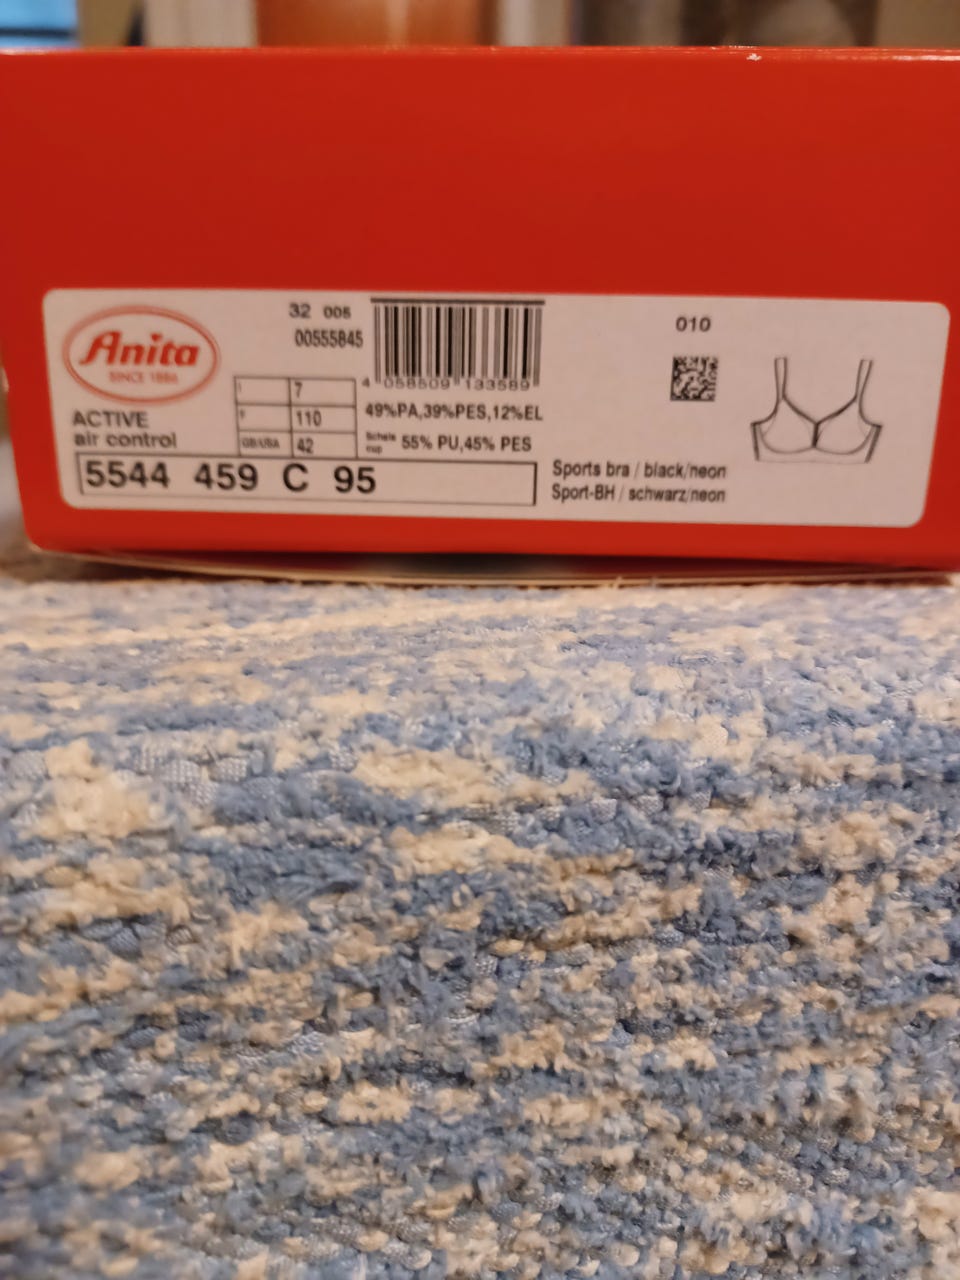 Anita
SINCE 1886
ACTIVE
air control
32 005
00555845
I 7
F 110
GB/USA 42
4 058509 133589
49%PA,39%PES,12%EL
55% PU,45% PES
5544 459 C 95
010
Sports bra / black/neon
Sport-BH / schwarz/neon